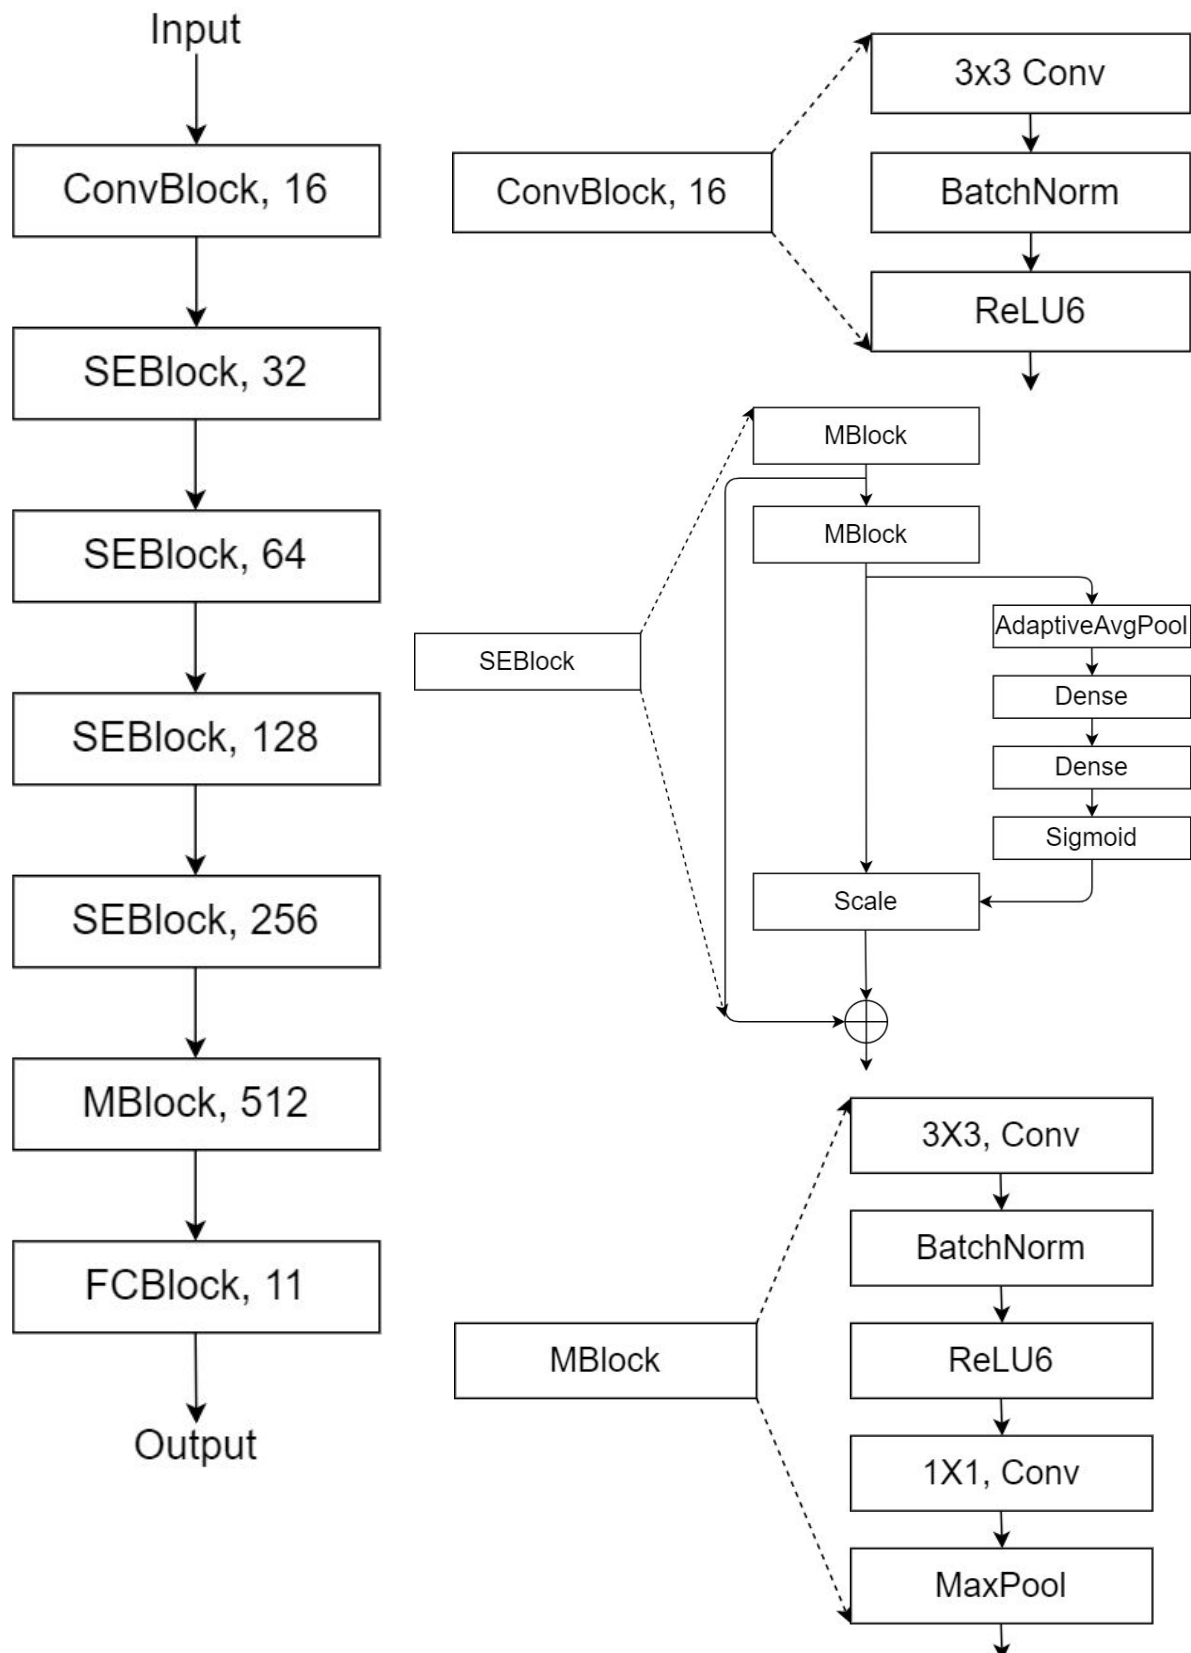 Input
ConvBlock, 16
SEBlock, 32
SEBlock, 64
SEBlock, 128
SEBlock, 256
MBlock, 512
FCBlock, 11
Output
ConvBlock, 16
3x3 Conv
BatchNorm
ReLU6
SEBlock
MBlock
MBlock
AdaptiveAvgPool
Dense
Dense
Sigmoid
Scale
MBlock
3X3, Conv
BatchNorm
ReLU6
1X1, Conv
MaxPool